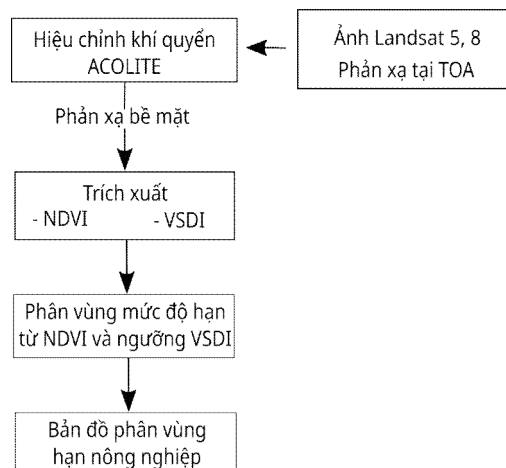 Ảnh Landsat 5, 8
Phản xạ tại TOA
Hiệu chỉnh khí quyển
ACOLITE
Phản xạ bề mặt
Trích xuất
- NDVI - VSDI
Phân vùng mức độ hạn
từ NDVI và ngưỡng VSDI
Bản đồ phân vùng
hạn nông nghiệp